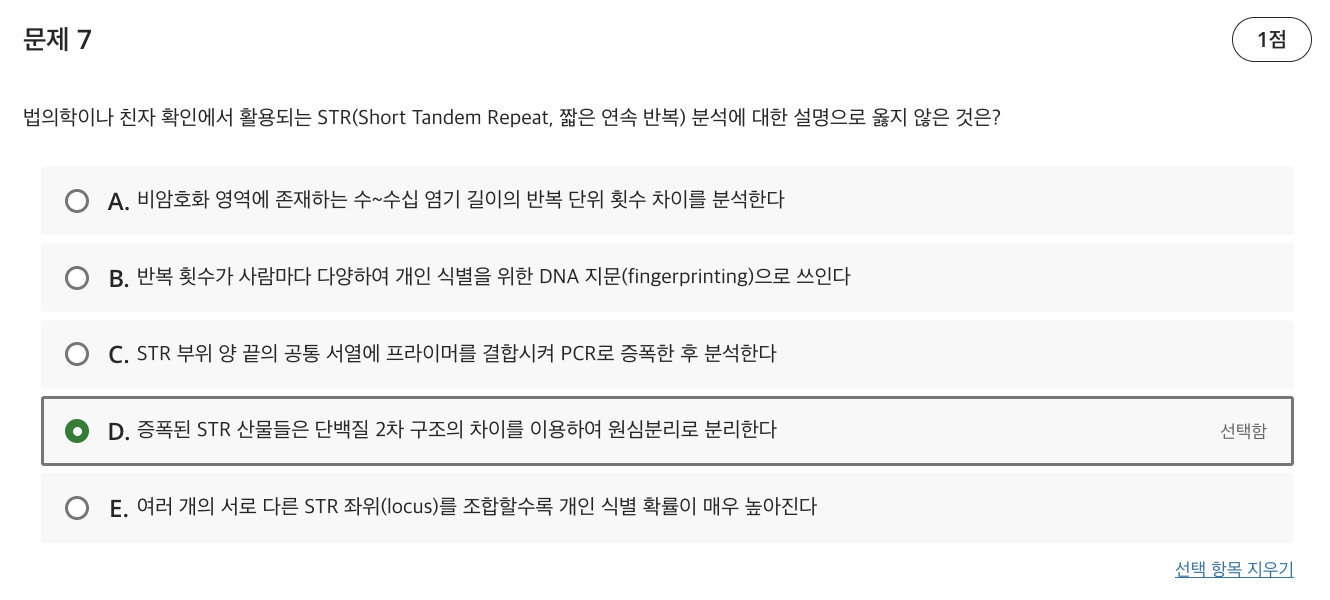 문제 7
1점
법의학이나 친자 확인에서 활용되는 STR(Short Tandem Repeat, 짧은 연속 반복) 분석에 대한 설명으로 옳지 않은 것은?
A. 비암호화 영역에 존재하는 수~수십 염기 길이의 반복 단위 횟수 차이를 분석한다
B. 반복 횟수가 사람마다 다양하여 개인 식별을 위한 DNA 지문(fingerprinting)으로 쓰인다
C. STR 부위 양 끝의 공통 서열에 프라이머를 결합시켜 PCR로 증폭한 후 분석한다
D. 증폭된 STR 산물들은 단백질 2차 구조의 차이를 이용하여 원심분리로 분리한다 선택함
E. 여러 개의 서로 다른 STR 좌위(locus)를 조합할수록 개인 식별 확률이 매우 높아진다
선택 항목 지우기